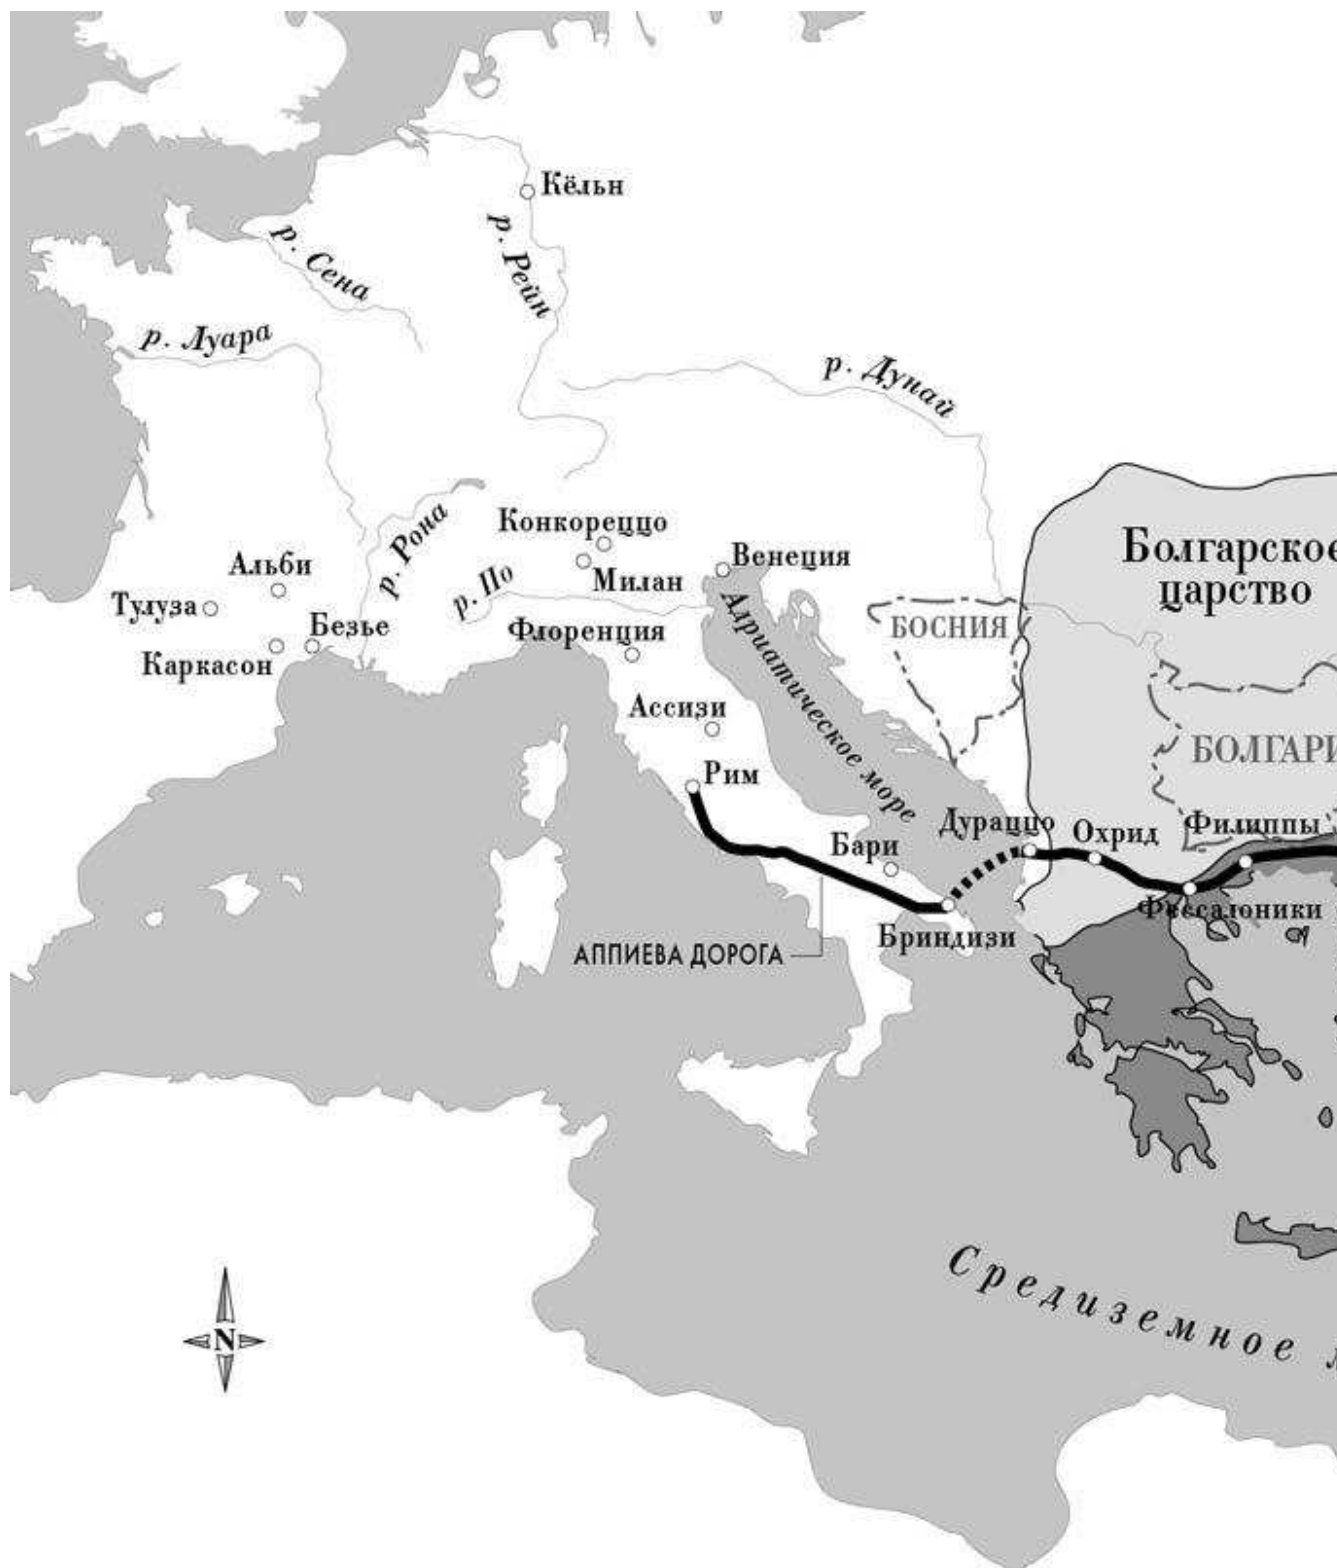 Кёльн
р. Сена
р. Рейн
р. Луара
р. Дунай
Конкореццо
р. Рона
Болгарское
царство
Альби
Венеция
Милан
р. По
Тулуза
Безье
Флоренция
Адриатическое море
БОСНИЯ
Каркасон
Ассизи
БОЛГАРИ
Рим
Дураццо
Охрид
Филиппы
Бари
Фессалоники
Бриндизи
АППИЕВА ДОРОГА
Средиземное
N